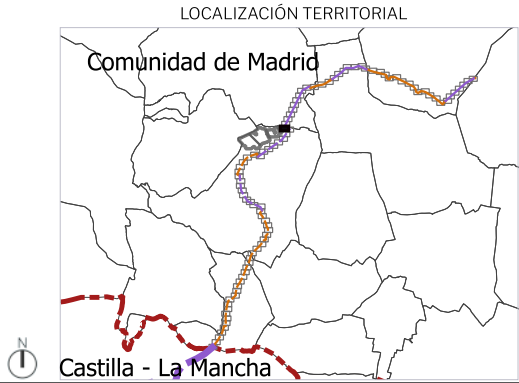 LOCALIZACIÓN TERRITORIAL
Comunidad de Madrid
N
Castilla - La Mancha